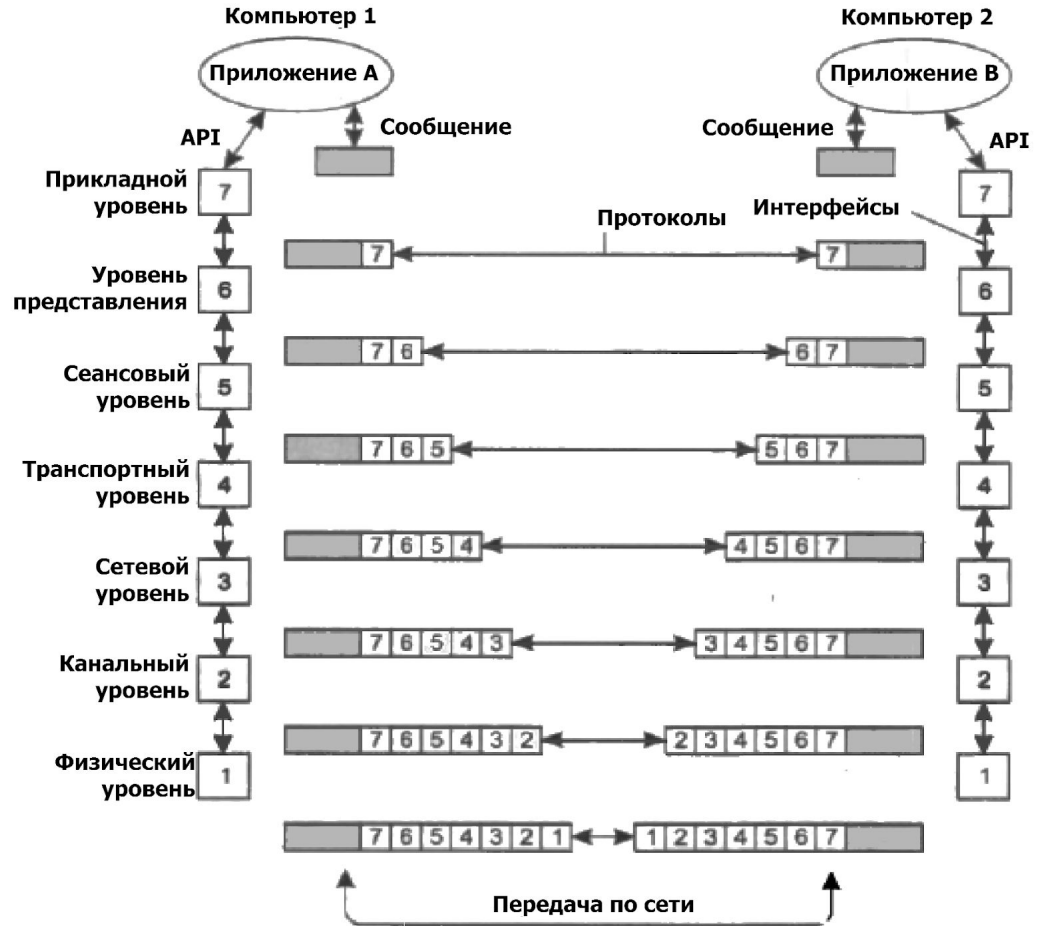 Компьютер 1
Компьютер 2
Приложение А
Приложение В
API
Сообщение
Сообщение
API
Прикладной
уровень
7
7
Протоколы
Интерфейсы
7
7
Уровень
представления
6
6
7 6
6 7
Сеансовый
уровень
5
5
7 6 5
5 6 7
Транспортный
уровень
4
4
7 6 5 4
4 5 6 7
Сетевой
уровень
3
3
7 6 5 4 3
3 4 5 6 7
Канальный
уровень
2
2
7 6 5 4 3 2
2 3 4 5 6 7
Физический
уровень
1
1
7 6 5 4 3 2 1
1 2 3 4 5 6 7
Передача по сети